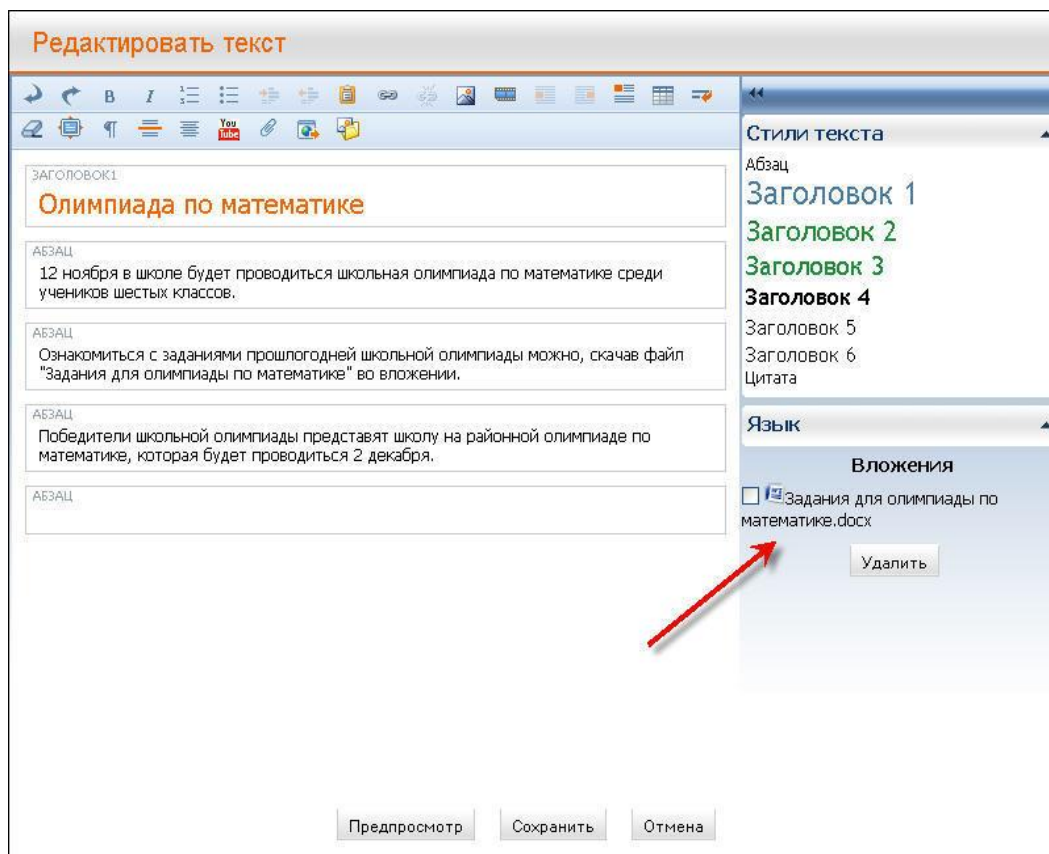 Редактировать текст
B I
You
Tube
ЗАГОЛОВОК1
Олимпиада по математике
АБЗАЦ
12 ноября в школе будет проводиться школьная олимпиада по математике среди
учеников шестых классов.
АБЗАЦ
Ознакомиться с заданиями прошлогодней школьной олимпиады можно, скачав файл
"Задания для олимпиады по математике" во вложении.
АБЗАЦ
Победители школьной олимпиады представят школу на районной олимпиаде по
математике, которая будет проводиться 2 декабря.
АБЗАЦ
Стили текста
Абзац
Заголовок 1
Заголовок 2
Заголовок 3
Заголовок 4
Заголовок 5
Заголовок 6
Цитата
Язык
Вложения
Задания для олимпиады по
математике.docx
Удалить
Предпросмотр Сохранить Отмена